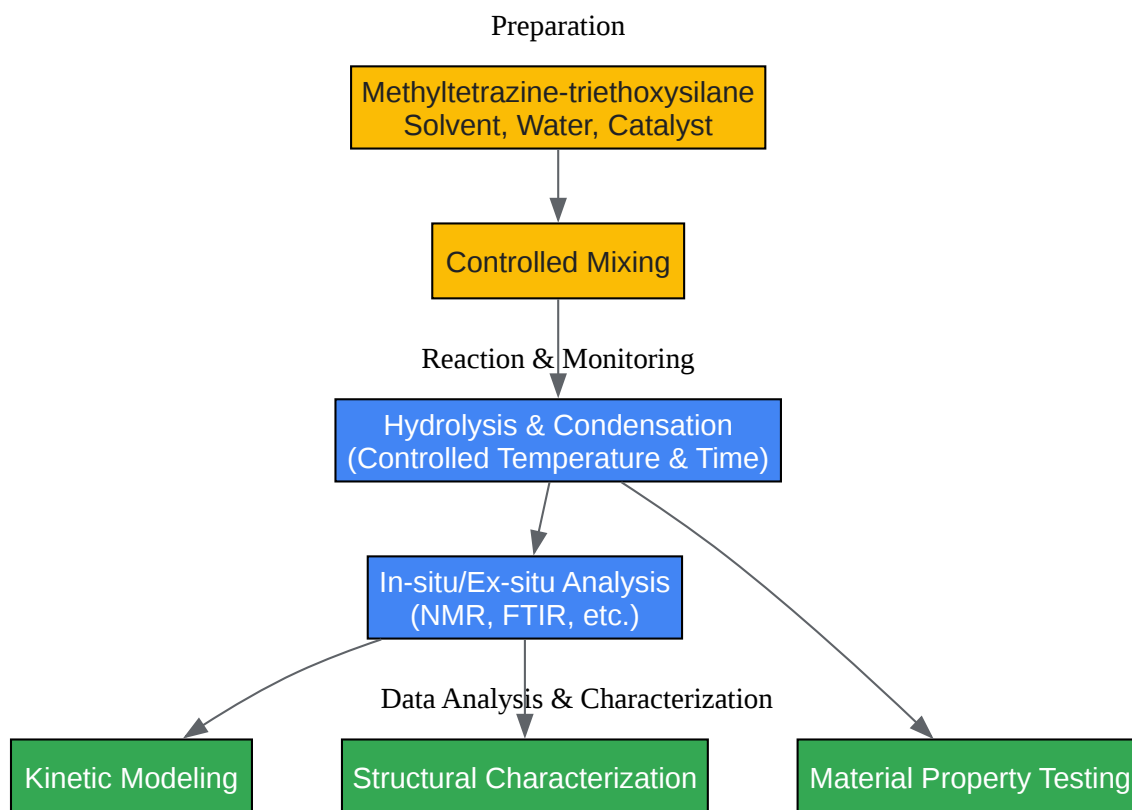 Preparation
Methyltetrazine-triethoxysilane
Solvent, Water, Catalyst
Controlled Mixing
Reaction & Monitoring
Hydrolysis & Condensation
(Controlled Temperature & Time)
In-situ/Ex-situ Analysis
(NMR, FTIR, etc.)
Data Analysis & Characterization
Kinetic Modeling
Structural Characterization
Material Property Testing